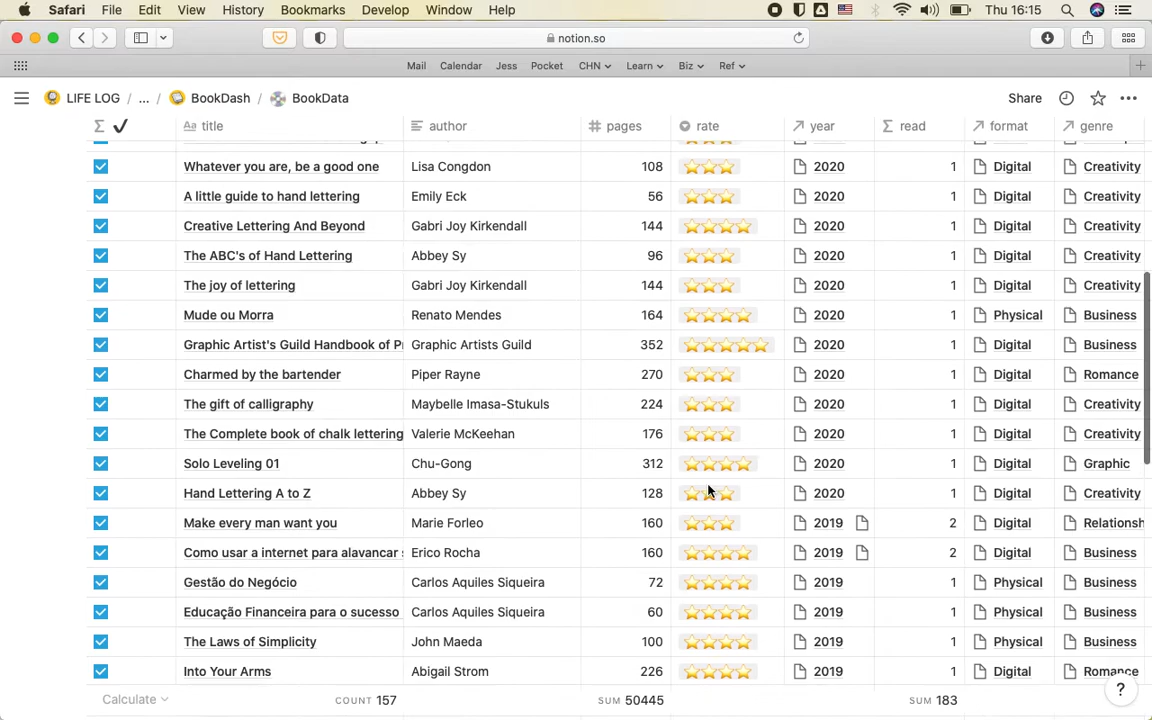 Safari File Edit View History Bookmarks Develop Window Help Thu 16:15
notion.so
Mail Calendar Jess Pocket CHN Learn Biz Ref
LIFE LOG / ... / BookDash / BookData Share
Σ ✓ Aa title author # pages rate year Σ read format genre
Whatever you are, be a good one Lisa Congdon 108 2020 1 Digital Creativity
A little guide to hand lettering Emily Eck 56 2020 1 Digital Creativity
Creative Lettering And Beyond Gabri Joy Kirkendall 144 2020 1 Digital Creativity
The ABC's of Hand Lettering Abbey Sy 96 2020 1 Digital Creativity
The joy of lettering Gabri Joy Kirkendall 144 2020 1 Digital Creativity
Mude ou Morra Renato Mendes 164 2020 1 Physical Business
Graphic Artist's Guild Handbook of P Graphic Artists Guild 352 2020 1 Digital Business
Charmed by the bartender Piper Rayne 270 2020 1 Digital Romance
The gift of calligraphy Maybelle Imasa-Stukuls 224 2020 1 Digital Creativity
The Complete book of chalk lettering Valerie McKeehan 176 2020 1 Digital Creativity
Solo Leveling 01 Chu-Gong 312 2020 1 Digital Graphic
Hand Lettering A to Z Abbey Sy 128 2020 1 Digital Creativity
Make every man want you Marie Forleo 160 2019 2 Digital Relationsh
Como usar a internet para alavancar Erico Rocha 160 2019 2 Digital Business
Gestão do Negócio Carlos Aquiles Siqueira 72 2019 1 Physical Business
Educação Financeira para o sucesso Carlos Aquiles Siqueira 60 2019 1 Physical Business
The Laws of Simplicity John Maeda 100 2019 1 Physical Business
Into Your Arms Abigail Strom 226 2019 1 Digital Romance
Calculate COUNT 157 SUM 50445 SUM 183 ?